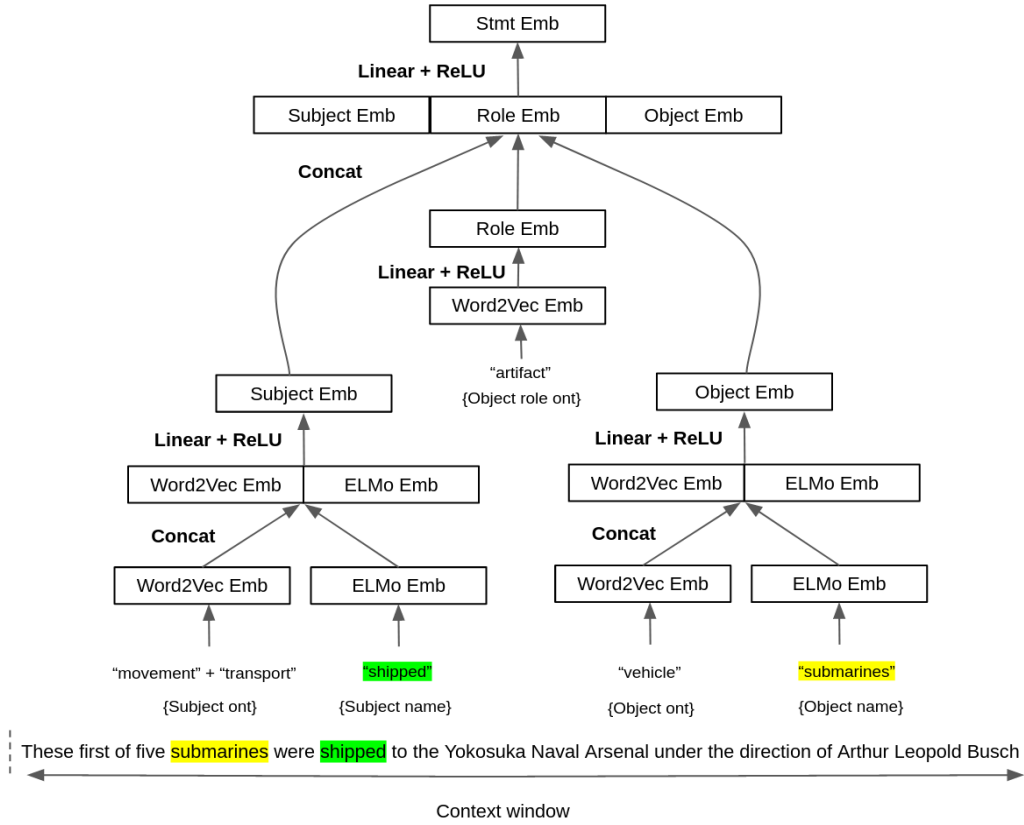 Stmt Emb
Linear + ReLU
Subject Emb Role Emb Object Emb
Concat
Role Emb
Linear + ReLU
Word2Vec Emb
“artifact”
{Object role ont}
Subject Emb Object Emb
Linear + ReLU Linear + ReLU
Word2Vec Emb ELMo Emb Word2Vec Emb ELMo Emb
Concat Concat
Word2Vec Emb ELMo Emb Word2Vec Emb ELMo Emb
“movement” + “transport” “shipped” “vehicle” “submarines”
{Subject ont} {Subject name} {Object ont} {Object name}
These first of five submarines were shipped to the Yokosuka Naval Arsenal under the direction of Arthur Leopold Busch
Context window